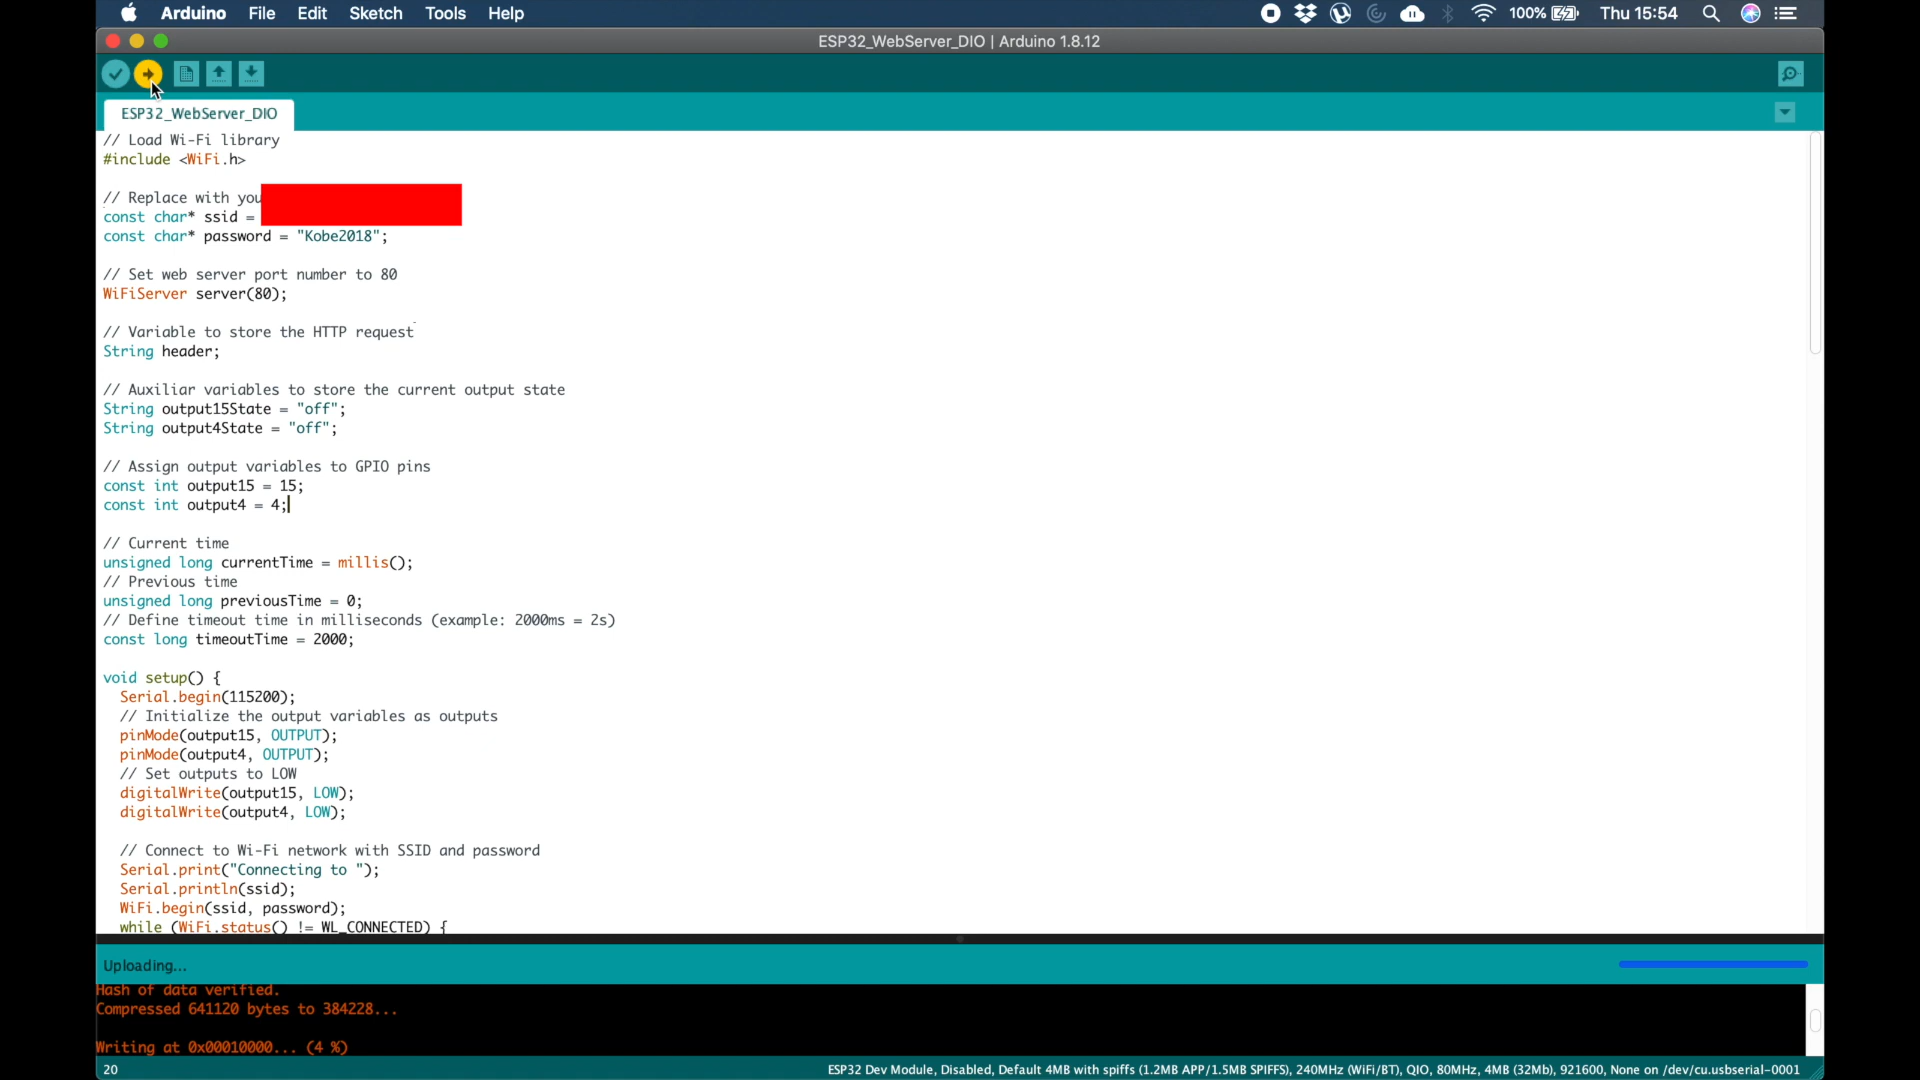 Arduino File Edit Sketch Tools Help 100% Thu 15:54
ESP32_WebServer_DIO | Arduino 1.8.12
ESP32_WebServer_DIO
// Load Wi-Fi library
#include <WiFi.h>
// Replace with you
const char* ssid =
const char* password = "Kobe2018";
// Set web server port number to 80
WiFiServer server(80);
// Variable to store the HTTP request
String header;
// Auxiliar variables to store the current output state
String output15State = "off";
String output4State = "off";
// Assign output variables to GPIO pins
const int output15 = 15;
const int output4 = 4;
// Current time
unsigned long currentTime = millis();
// Previous time
unsigned long previousTime = 0;
// Define timeout time in milliseconds (example: 2000ms = 2s)
const long timeoutTime = 2000;
void setup() {
Serial.begin(115200);
// Initialize the output variables as outputs
pinMode(output15, OUTPUT);
pinMode(output4, OUTPUT);
// Set outputs to LOW
digitalWrite(output15, LOW);
digitalWrite(output4, LOW);
// Connect to Wi-Fi network with SSID and password
Serial.print("Connecting to ");
Serial.println(ssid);
WiFi.begin(ssid, password);
while (WiFi.status() != WL_CONNECTED) {
Uploading...
Hash of data verified.
Compressed 641120 bytes to 384228...
Writing at 0x00010000... (4 %)
20 ESP32 Dev Module, Disabled, Default 4MB with spiffs (1.2MB APP/1.5MB SPIFFS), 240MHz (WiFi/BT), QIO, 80MHz, 4MB (32Mb), 921600, None on /dev/cu.usbserial-0001